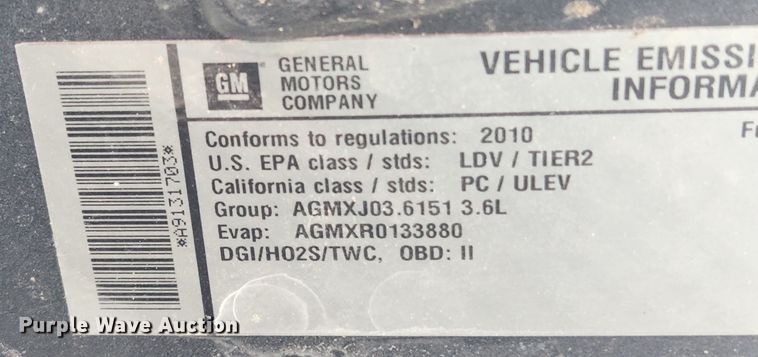 GM
GENERAL
MOTORS
COMPANY
VEHICLE EMISSI
INFORMA
Conforms to regulations: 2010
U.S. EPA class / stds: LDV / TIER2
California class / stds: PC / ULEV
Group: AGMXJ03.6151 3.6L
Evap: AGMXR0133880
DGI/HO2S/TWC, OBD: II
*A9131703*
Purple Wave Auction